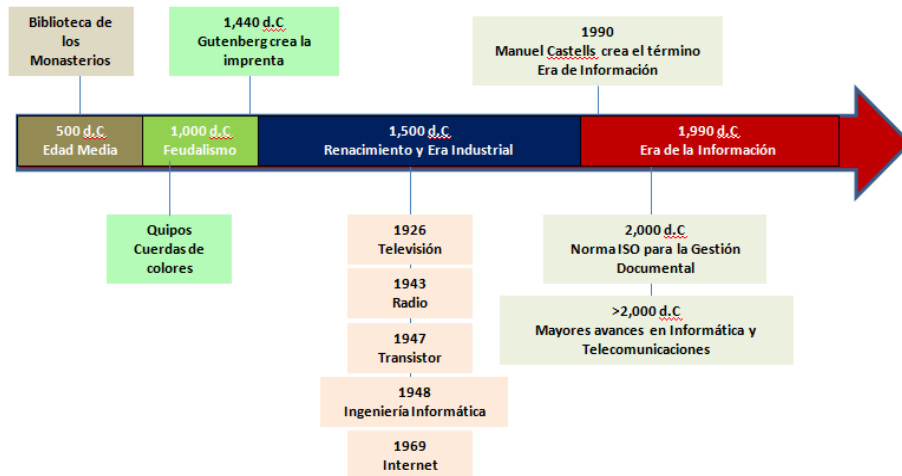 Biblioteca de
los
Monasterios
1,440 d.C
Gutenberg crea la
imprenta
1990
Manuel Castells crea el término
Era de Información
500 d.C
Edad Media
1,000 d.C
Feudalismo
1,500 d.C
Renacimiento y Era Industrial
1,990 d.C
Era de la Información
Quipos
Cuerdas de
colores
1926
Televisión
1943
Radio
1947
Transistor
1948
Ingeniería Informática
1969
Internet
2,000 d.C
Norma ISO para la Gestión
Documental
>2,000 d.C
Mayores avances en Informática y
Telecomunicaciones